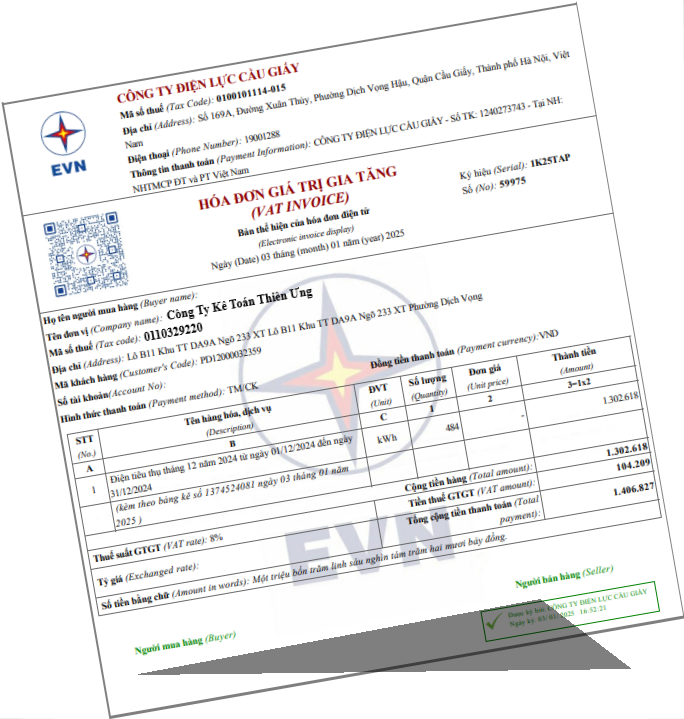 CÔNG TY ĐIỆN LỰC CẦU GIẤY
Mã số thuế (Tax Code): 0100101114-015
Địa chỉ (Address): Số 169A, Đường Xuân Thủy, Phường Dịch Vọng Hậu, Quận Cầu Giấy, Thành phố Hà Nội, Việt
Nam
Điện thoại (Phone Number): 19001288
Thông tin thanh toán (Payment Information): CÔNG TY ĐIỆN LỰC CẦU GIẤY - Số TK: 1240273743 - Tại NH:
NHTMCP ĐT và PT Việt Nam
EVN
HÓA ĐƠN GIÁ TRỊ GIA TĂNG
(VAT INVOICE)
Bản thể hiện của hóa đơn điện tử
(Electronic invoice display)
Ngày (Date) 03 tháng (month) 01 năm (year) 2025
Ký hiệu (Serial): 1K25TAP
Số (No): 59975
Họ tên người mua hàng (Buyer name):
Tên đơn vị (Company name): Công Ty Kê Toán Thiên Ưng
Mã số thuế (Tax code): 0110329220
Địa chỉ (Address): Lô B11 Khu TT DA9A Ngõ 233 XT Lô B11 Khu TT DA9A Ngõ 233 XT Phường Dịch Vọng
Mã khách hàng (Customer's Code): PD12000032359
Số tài khoản(Account No):
Hình thức thanh toán (Payment method): TM/CK
Đồng tiền thanh toán (Payment currency):VND
STT (No.) Tên hàng hóa, dịch vụ (Description) ĐVT (Unit) Số lượng (Quantity) Đơn giá (Unit price) Thành tiền (Amount)
A B C 1 2 3=1x2
1 Điện tiêu thụ tháng 12 năm 2024 từ ngày 01/12/2024 đến ngày 31/12/2024 kWh 484 - 1.302.618
(kèm theo bảng kê số 1374524081 ngày 03 tháng 01 năm
2025 )
Cộng tiền hàng (Total amount): 1.302.618
Thuế suất GTGT (VAT rate): 8% Tiền thuế GTGT (VAT amount): 104.209
Tỷ giá (Exchanged rate): Tổng cộng tiền thanh toán (Total payment): 1.406.827
Số tiền bằng chữ (Amount in words): Một triệu bốn trăm linh sáu nghìn tám trăm hai mươi bảy đồng.
EVN
Người mua hàng (Buyer)
Người bán hàng (Seller)
Được ký bởi: CÔNG TY ĐIỆN LỰC CẦU GIẤY
Ngày ký: 03/01/2025 16:52:21